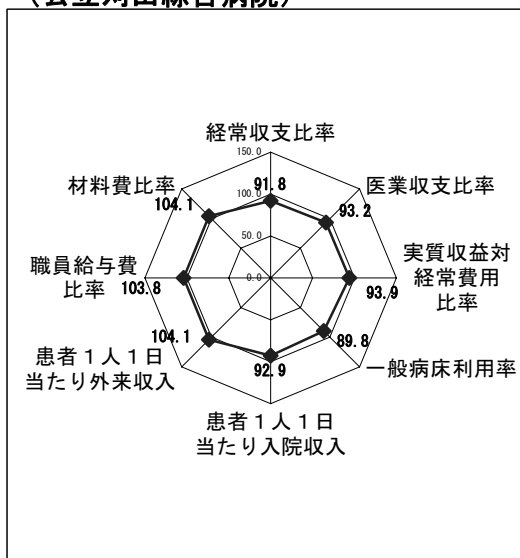 （公立刈田綜合病院）
経常収支比率
150.0
91.8
100.0
50.0
0.0
医業収支比率
93.2
実質収益対
経常費用
比率
93.9
一般病床利用率
89.8
患者１人１日
当たり入院収入
92.9
患者１人１日
当たり外来収入
104.1
職員給与費
比率
103.8
材料費比率
104.1